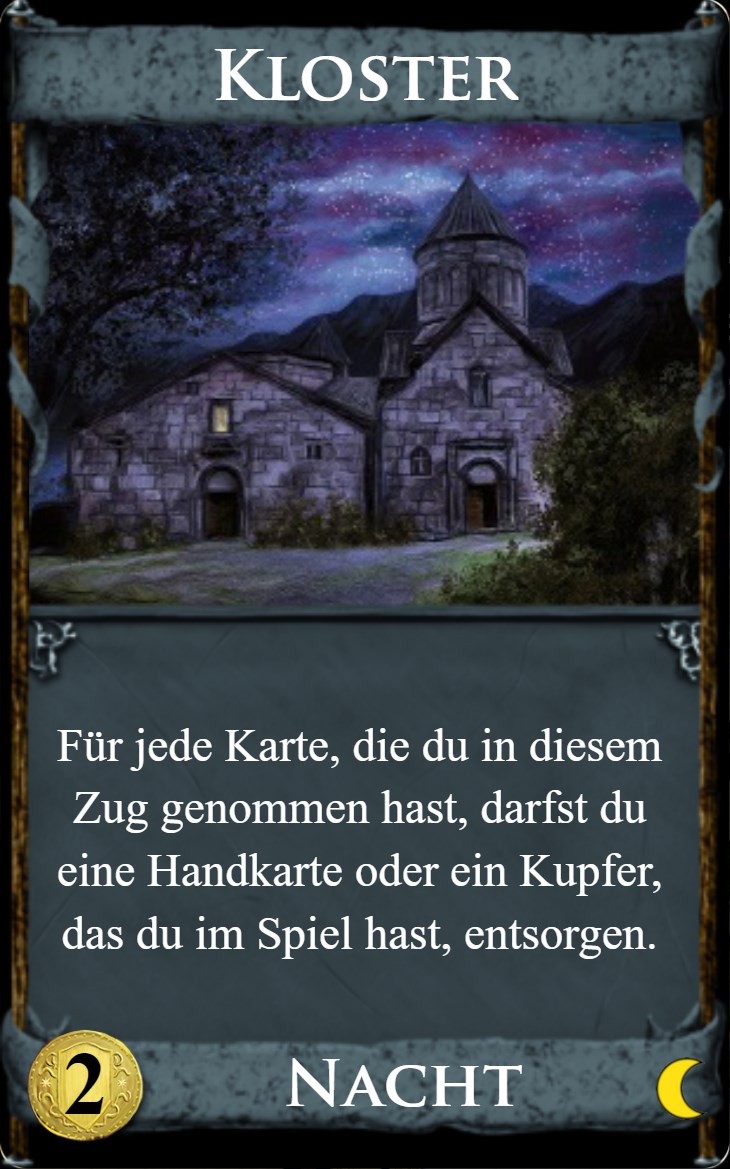 Kloster
Für jede Karte, die du in diesem
Zug genommen hast, darfst du
eine Handkarte oder ein Kupfer,
das du im Spiel hast, entsorgen.
2
Nacht